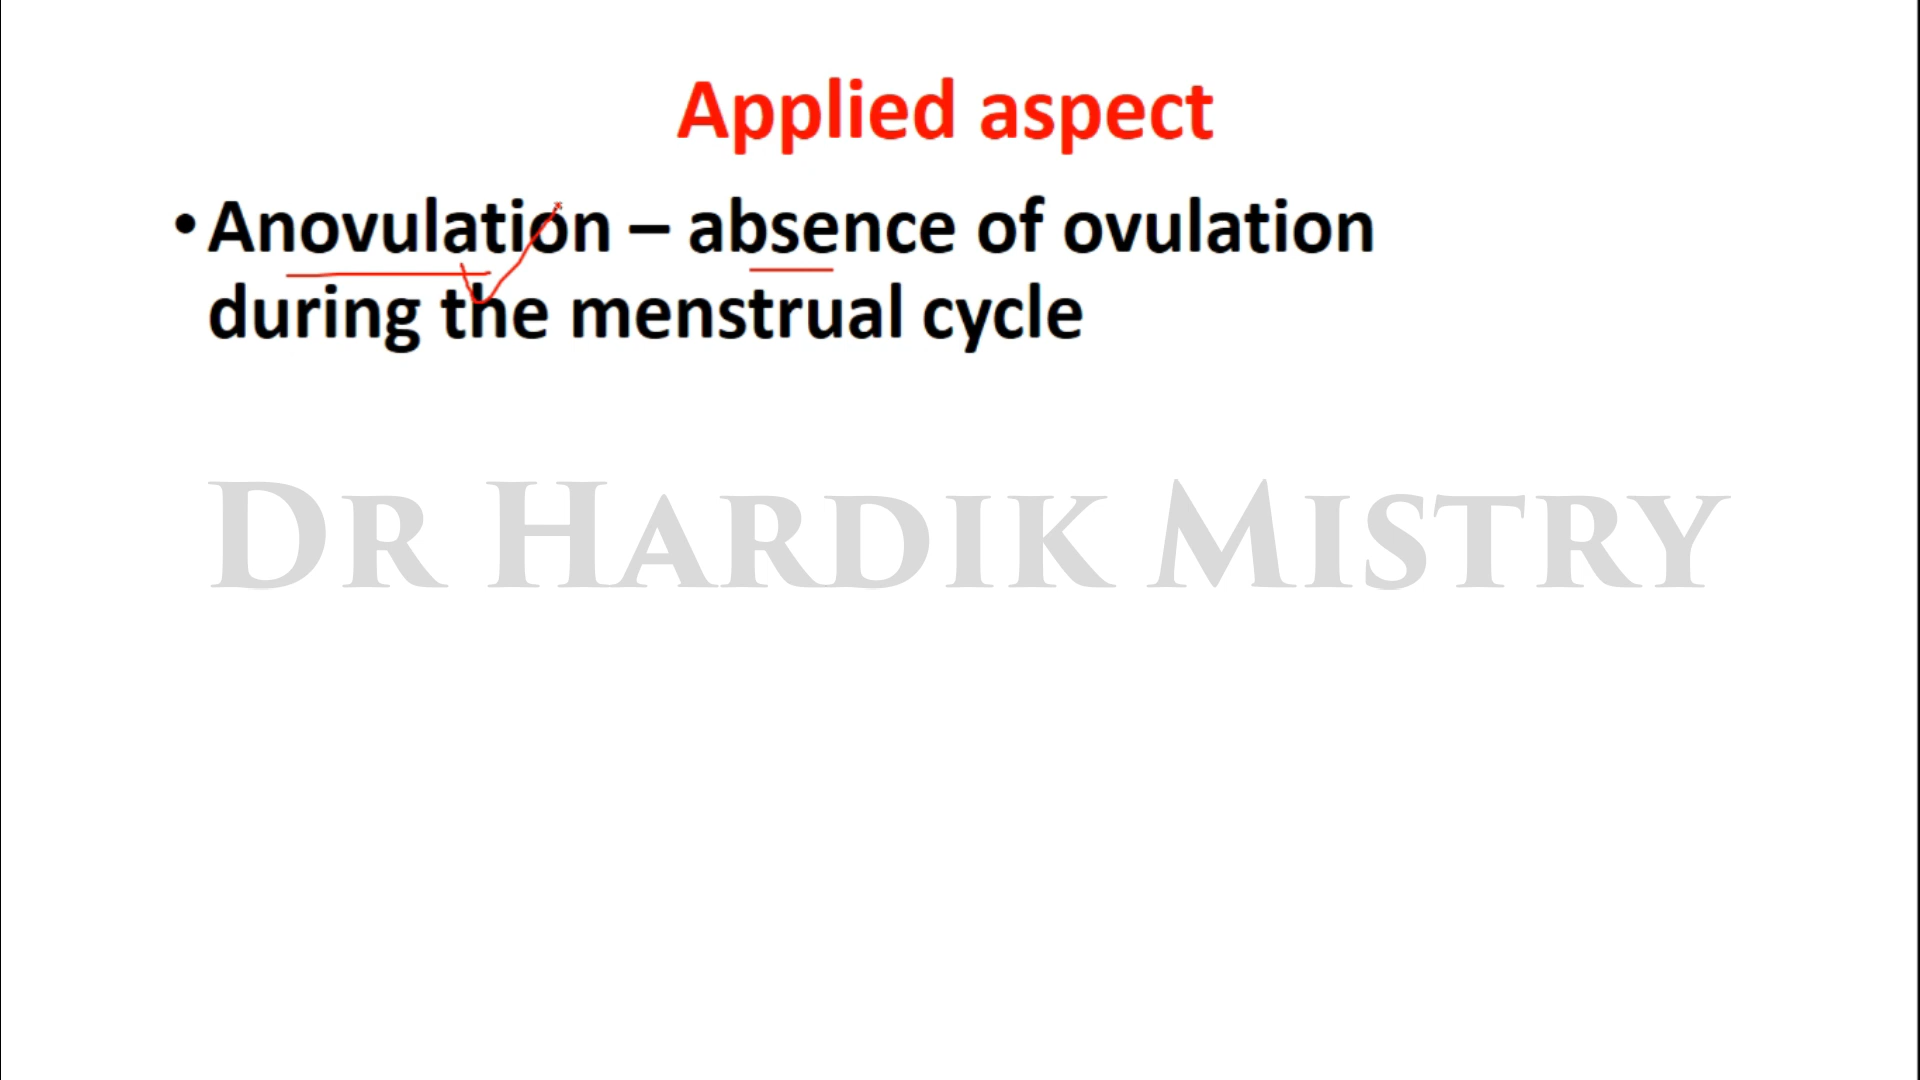 Applied aspect
• Anovulation – absence of ovulation
during the menstrual cycle
DR HARDIK MISTRY